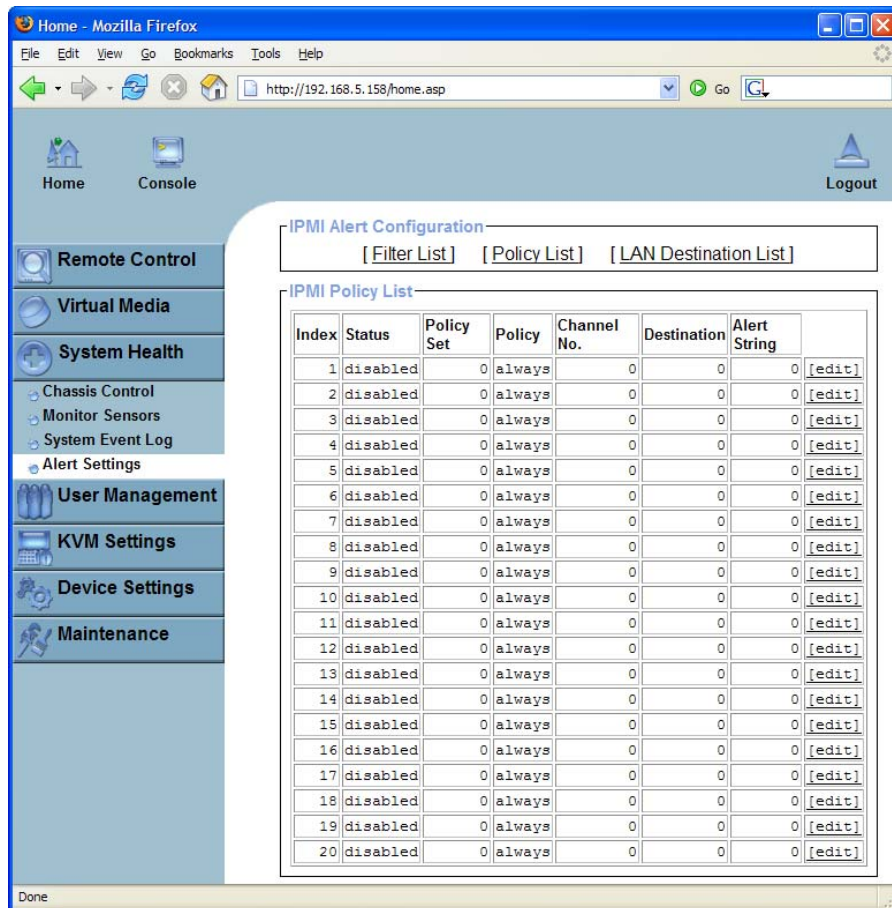 Home - Mozilla Firefox
File Edit View Go Bookmarks Tools Help
http://192.168.5.158/home.asp Go G
Home Console Logout
Remote Control
Virtual Media
System Health
Chassis Control
Monitor Sensors
System Event Log
Alert Settings
User Management
KVM Settings
Device Settings
Maintenance
IPMI Alert Configuration
[ Filter List ] [ Policy List ] [ LAN Destination List ]
IPMI Policy List
Index Status Policy Set Policy Channel No. Destination Alert String
1 disabled 0 always 0 0 0 [edit]
2 disabled 0 always 0 0 0 [edit]
3 disabled 0 always 0 0 0 [edit]
4 disabled 0 always 0 0 0 [edit]
5 disabled 0 always 0 0 0 [edit]
6 disabled 0 always 0 0 0 [edit]
7 disabled 0 always 0 0 0 [edit]
8 disabled 0 always 0 0 0 [edit]
9 disabled 0 always 0 0 0 [edit]
10 disabled 0 always 0 0 0 [edit]
11 disabled 0 always 0 0 0 [edit]
12 disabled 0 always 0 0 0 [edit]
13 disabled 0 always 0 0 0 [edit]
14 disabled 0 always 0 0 0 [edit]
15 disabled 0 always 0 0 0 [edit]
16 disabled 0 always 0 0 0 [edit]
17 disabled 0 always 0 0 0 [edit]
18 disabled 0 always 0 0 0 [edit]
19 disabled 0 always 0 0 0 [edit]
20 disabled 0 always 0 0 0 [edit]
Done